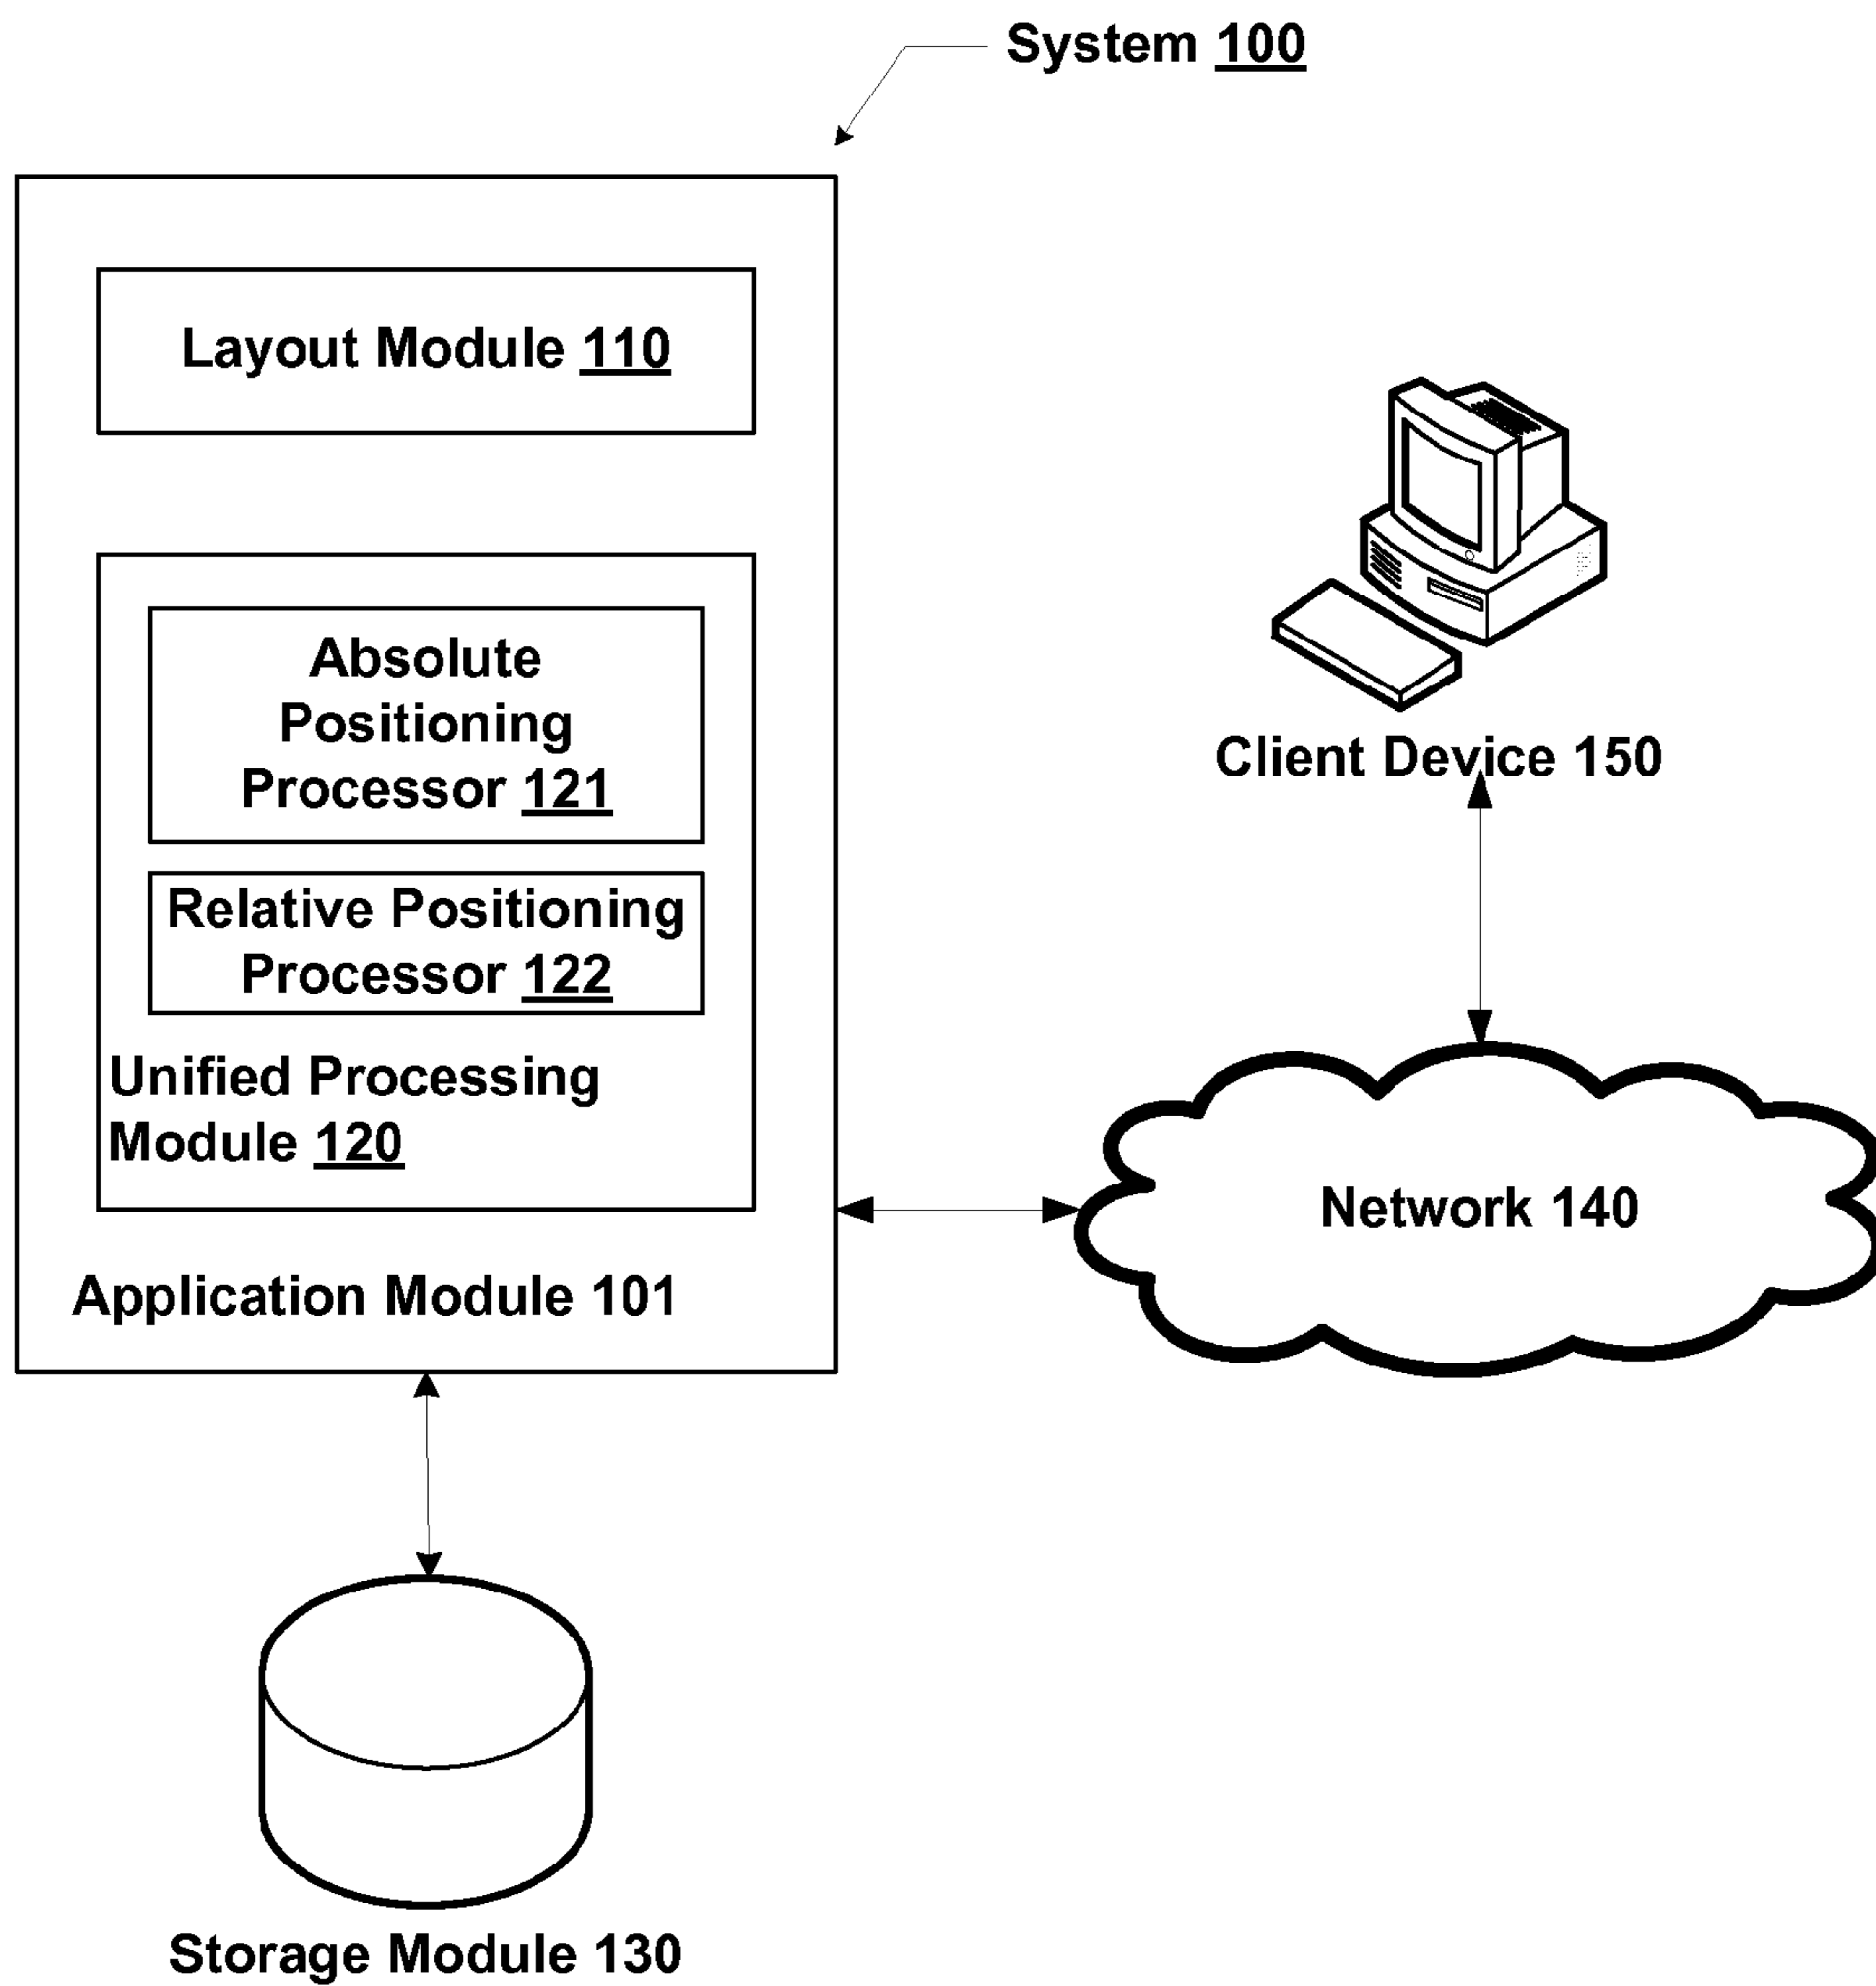 System 100
Layout Module 110
Absolute
Positioning
Processor 121
Relative Positioning
Processor 122
Unified Processing
Module 120
Application Module 101
Client Device 150
Network 140
Storage Module 130